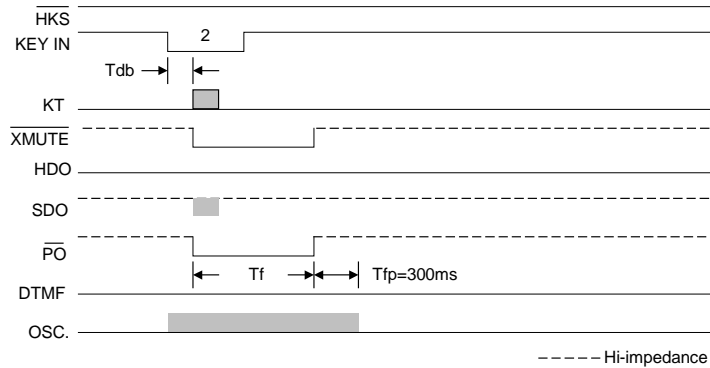 HKS
KEY IN
2
Tdb
KT
XMUTE
HDO
SDO
PO
Tf
Tfp=300ms
DTMF
OSC.
Hi-impedance